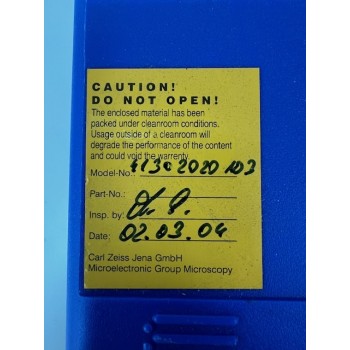 CAUTION!
DO NOT OPEN!
The enclosed material has been
packed under cleanroom conditions.
Usage outside of a cleanroom will
degrade the performance of the content
and could void the warrenty.
Model-No.:
Part-No.:
Insp. by:
Date: 02.03.04
Carl Zeiss Jena GmbH
Microelectronic Group Microscopy